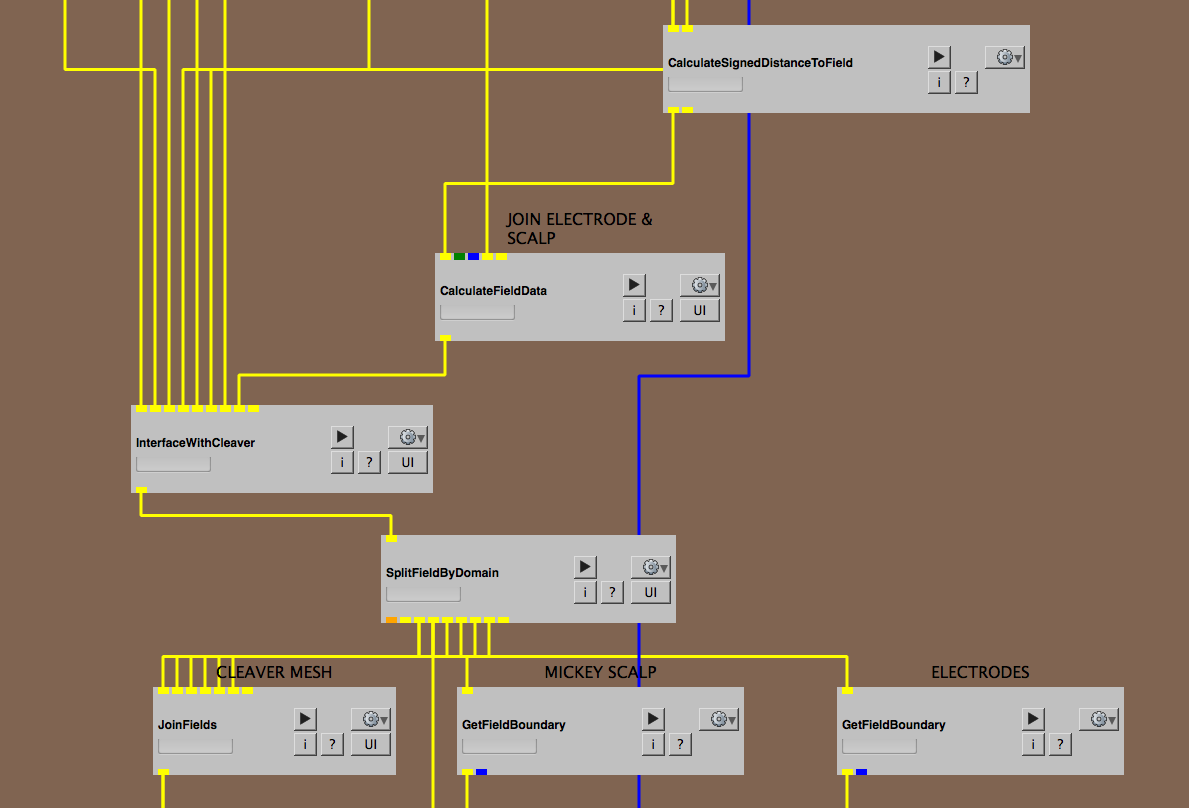 CalculateSignedDistanceToField
i ?
JOIN ELECTRODE &
SCALP
CalculateFieldData
i ? UI
InterfaceWithCleaver
i ? UI
SplitFieldByDomain
i ? UI
CLEAVER MESH
MICKEY SCALP
ELECTRODES
JoinFields
i ? UI
GetFieldBoundary
i ?
GetFieldBoundary
i ?